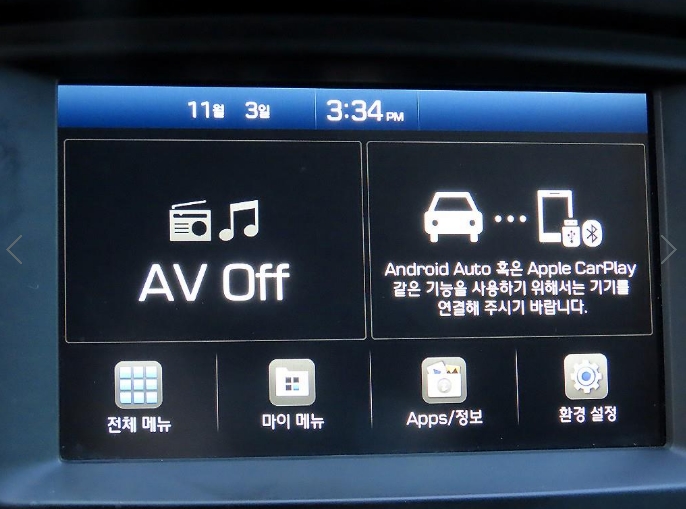 11월 3일 3:34 PM
AV Off
Android Auto 혹은 Apple CarPlay
같은 기능을 사용하기 위해서는 기기를
연결해 주시기 바랍니다.
전체 메뉴 마이 메뉴 Apps/정보 환경 설정